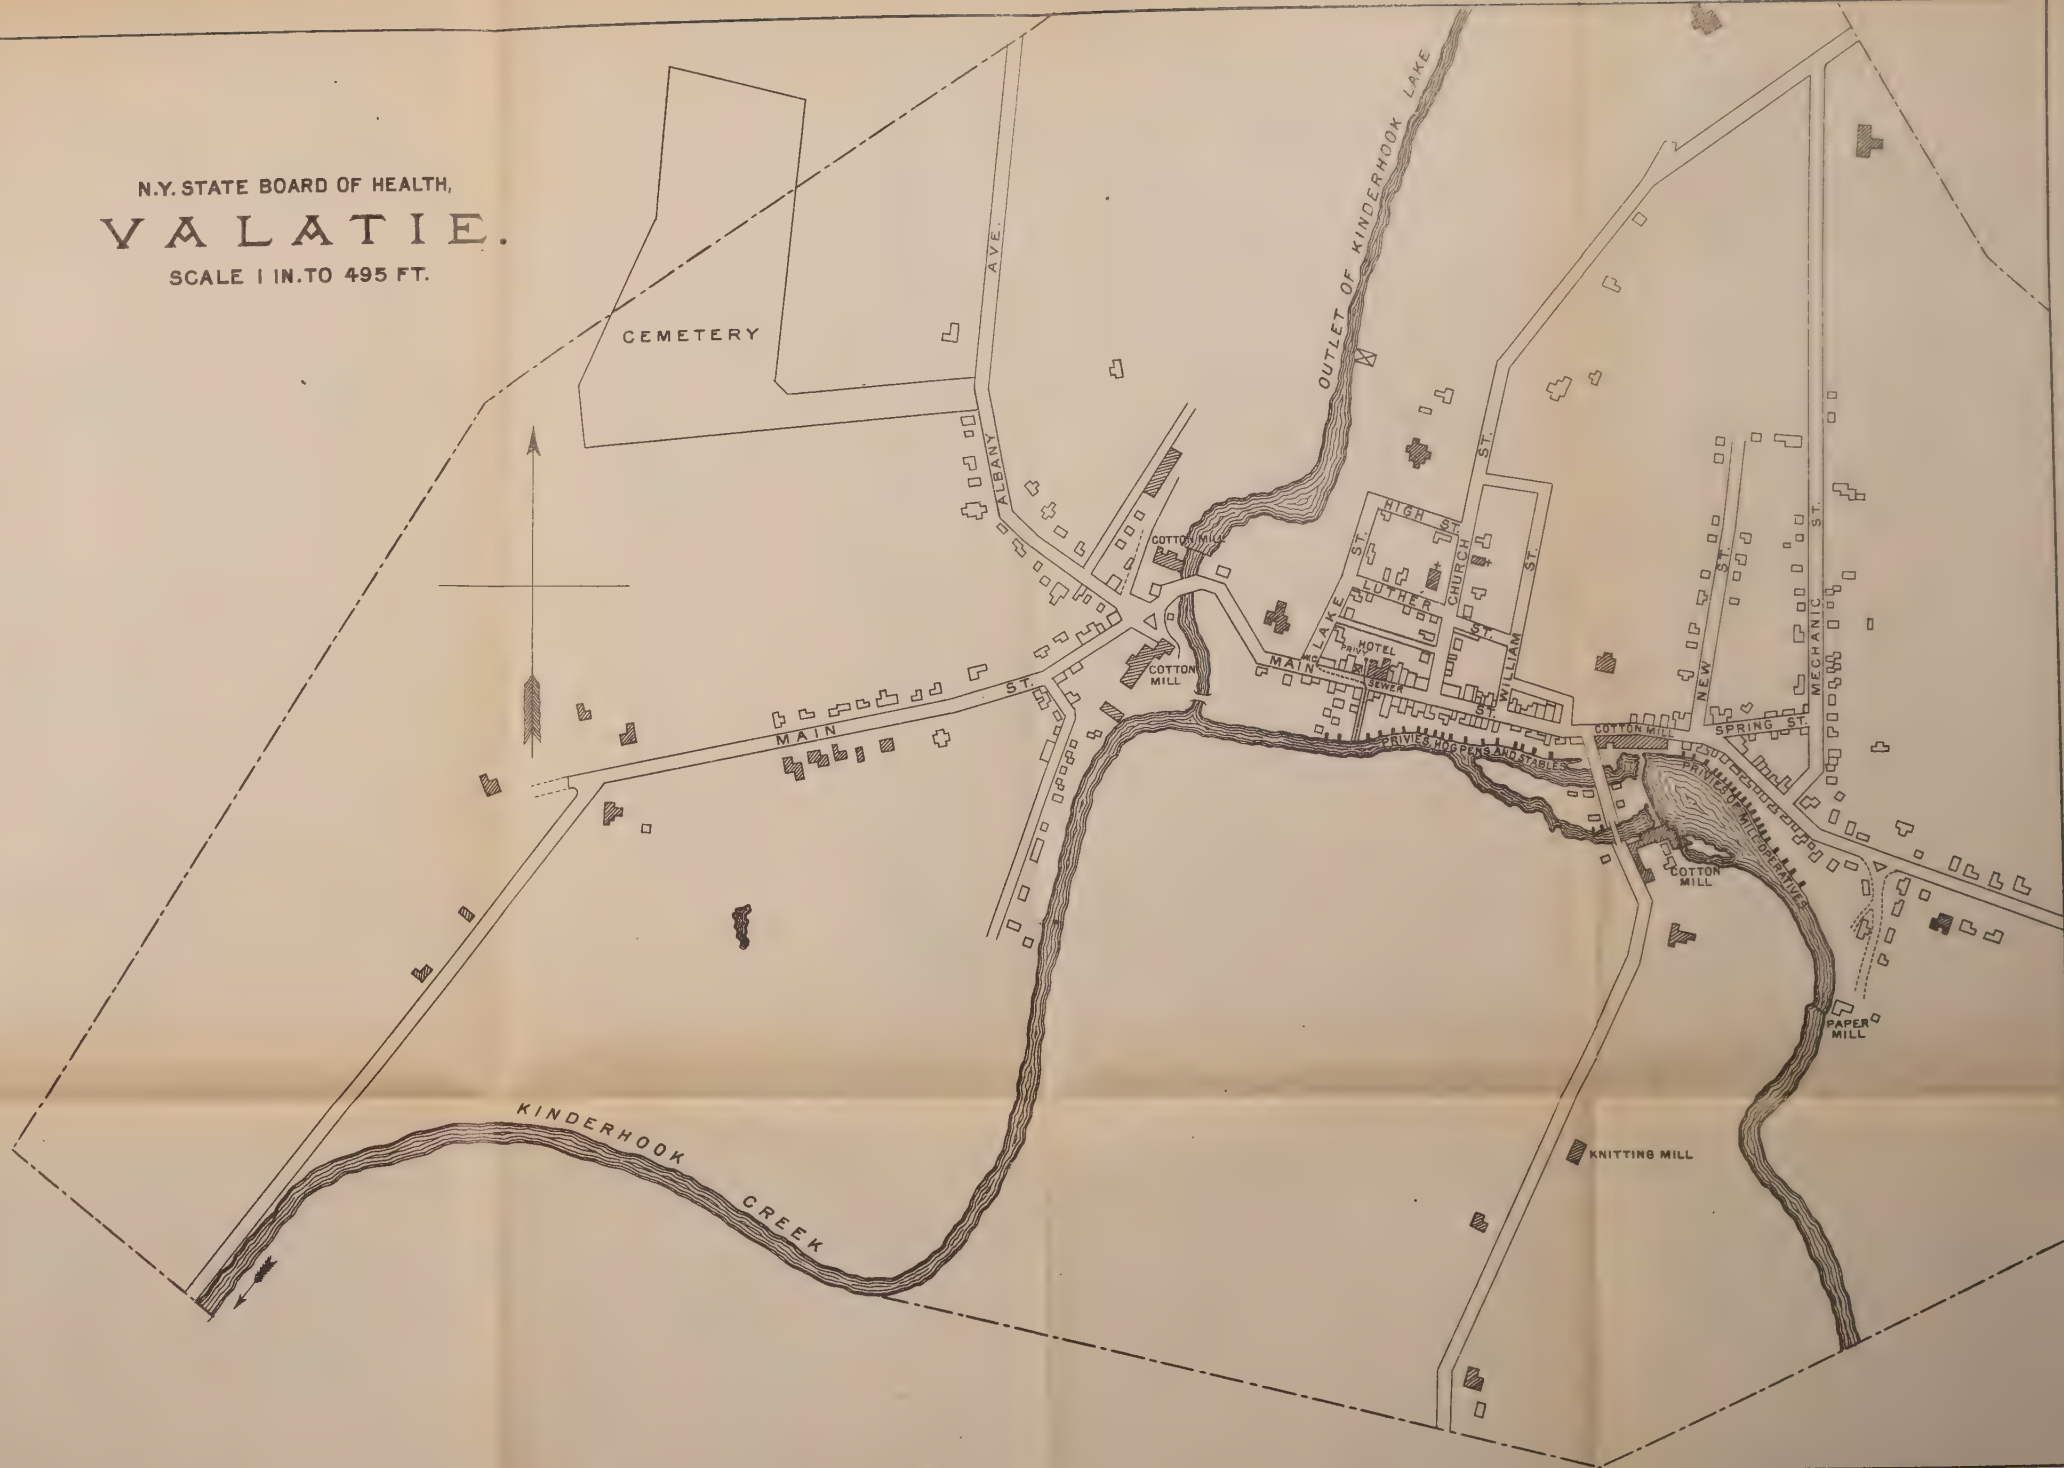 N.Y. STATE BOARD OF HEALTH,
VALATIE.
SCALE 1 IN. TO 495 FT.
CEMETERY
AVE.
ALBANY
OUTLET OF KINDERHOOK LAKE
COTTON MILL
HIGH ST.
ST.
CHURCH
ST.
LUTHER
ST.
LAKE
ST.
WILLIAM
ST.
HOTEL
PRIVY
SEWER
MAIN
ST.
COTTON
MILL
MAIN
ST.
NEW
ST.
MECHANIC
ST.
SPRING ST.
COTTON MILL
PRIVIES, HOGPENS AND STABLES
PRIVIES OF MILL OPERATIVES
COTTON
MILL
PAPER
MILL
KNITTING MILL
KINDERHOOK
CREEK